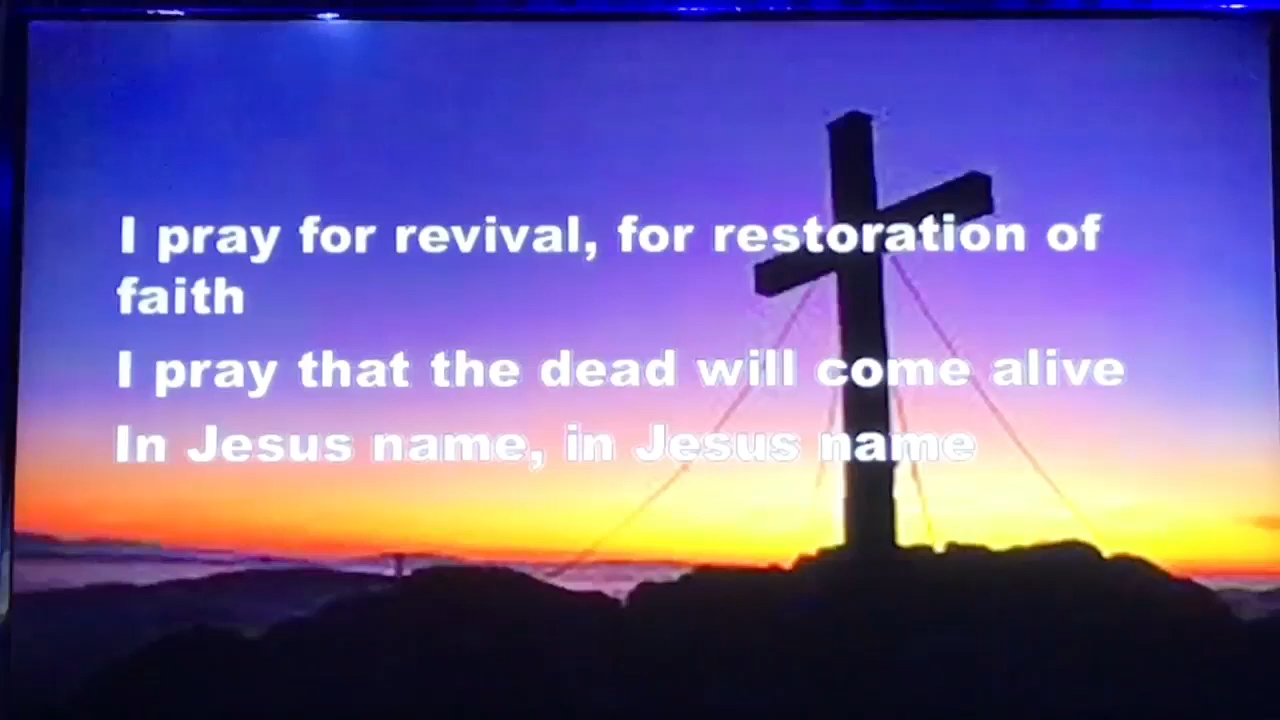 I pray for revival, for restoration of
faith
I pray that the dead will come alive
In Jesus name, in Jesus name